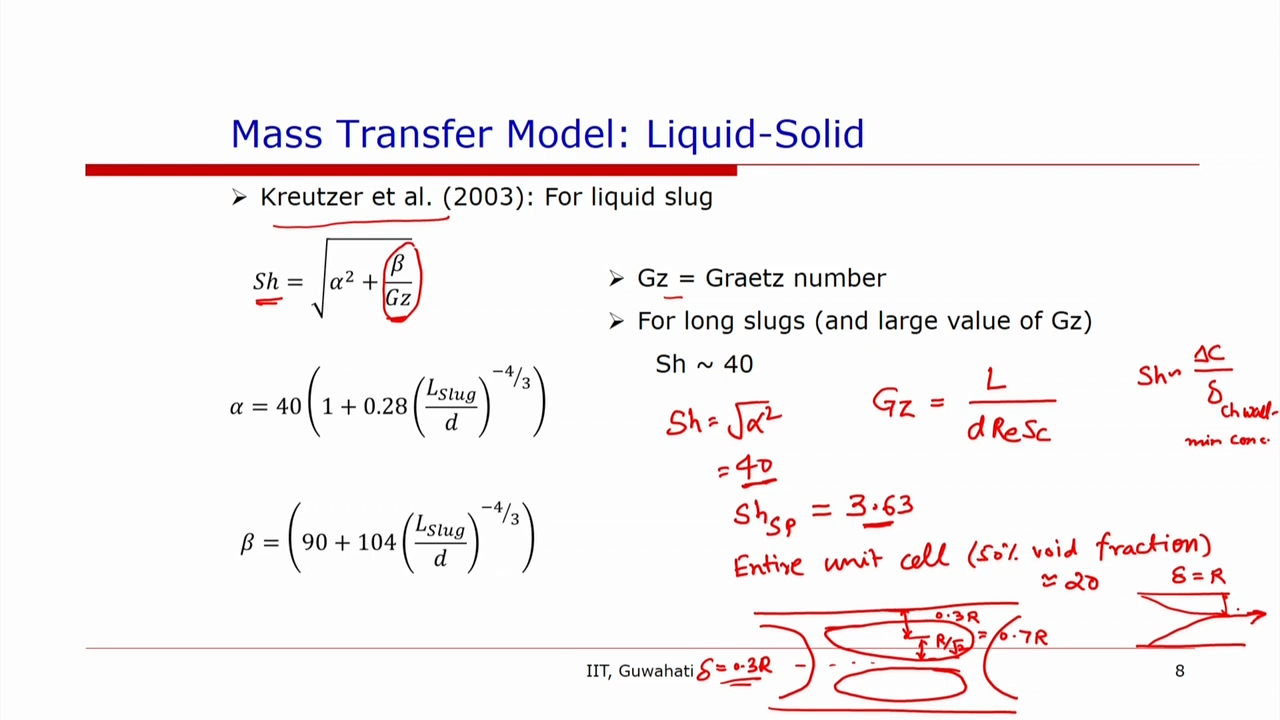 Mass Transfer Model: Liquid-Solid
➢ Kreutzer et al. (2003): For liquid slug
Sh = √(α² + β/Gz)
α = 40(1 + 0.28(L_Slug/d)^(-4/3))
β = (90 + 104(L_Slug/d)^(-4/3))
➢ Gz = Graetz number
➢ For long slugs (and large value of Gz)
Sh ~ 40
Sh = √α²
= 40
Gz = L/(d Re Sc)
Sh ~ ΔC/δ
ch wall-
min conc.
Sh_SP = 3.63
Entire unit cell (50% void fraction)
≈ 20
δ = R
0.3R
R/√2 = 0.7R
δ = 0.3R
IIT, Guwahati
8